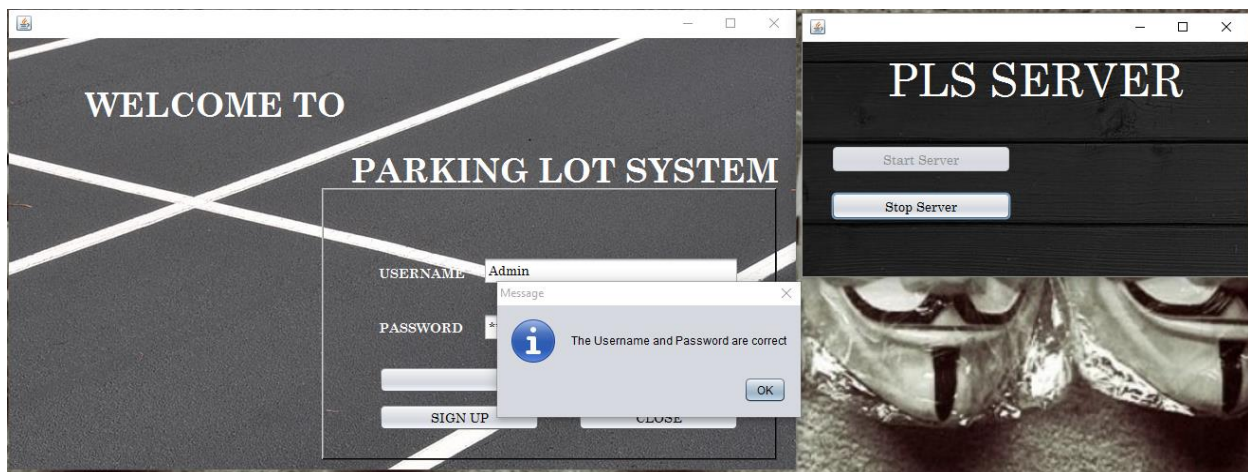 WELCOME TO
PARKING LOT SYSTEM
USERNAME Admin
PASSWORD **
SIGN UP
CLOSE
Message
The Username and Password are correct
OK
PLS SERVER
Start Server
Stop Server